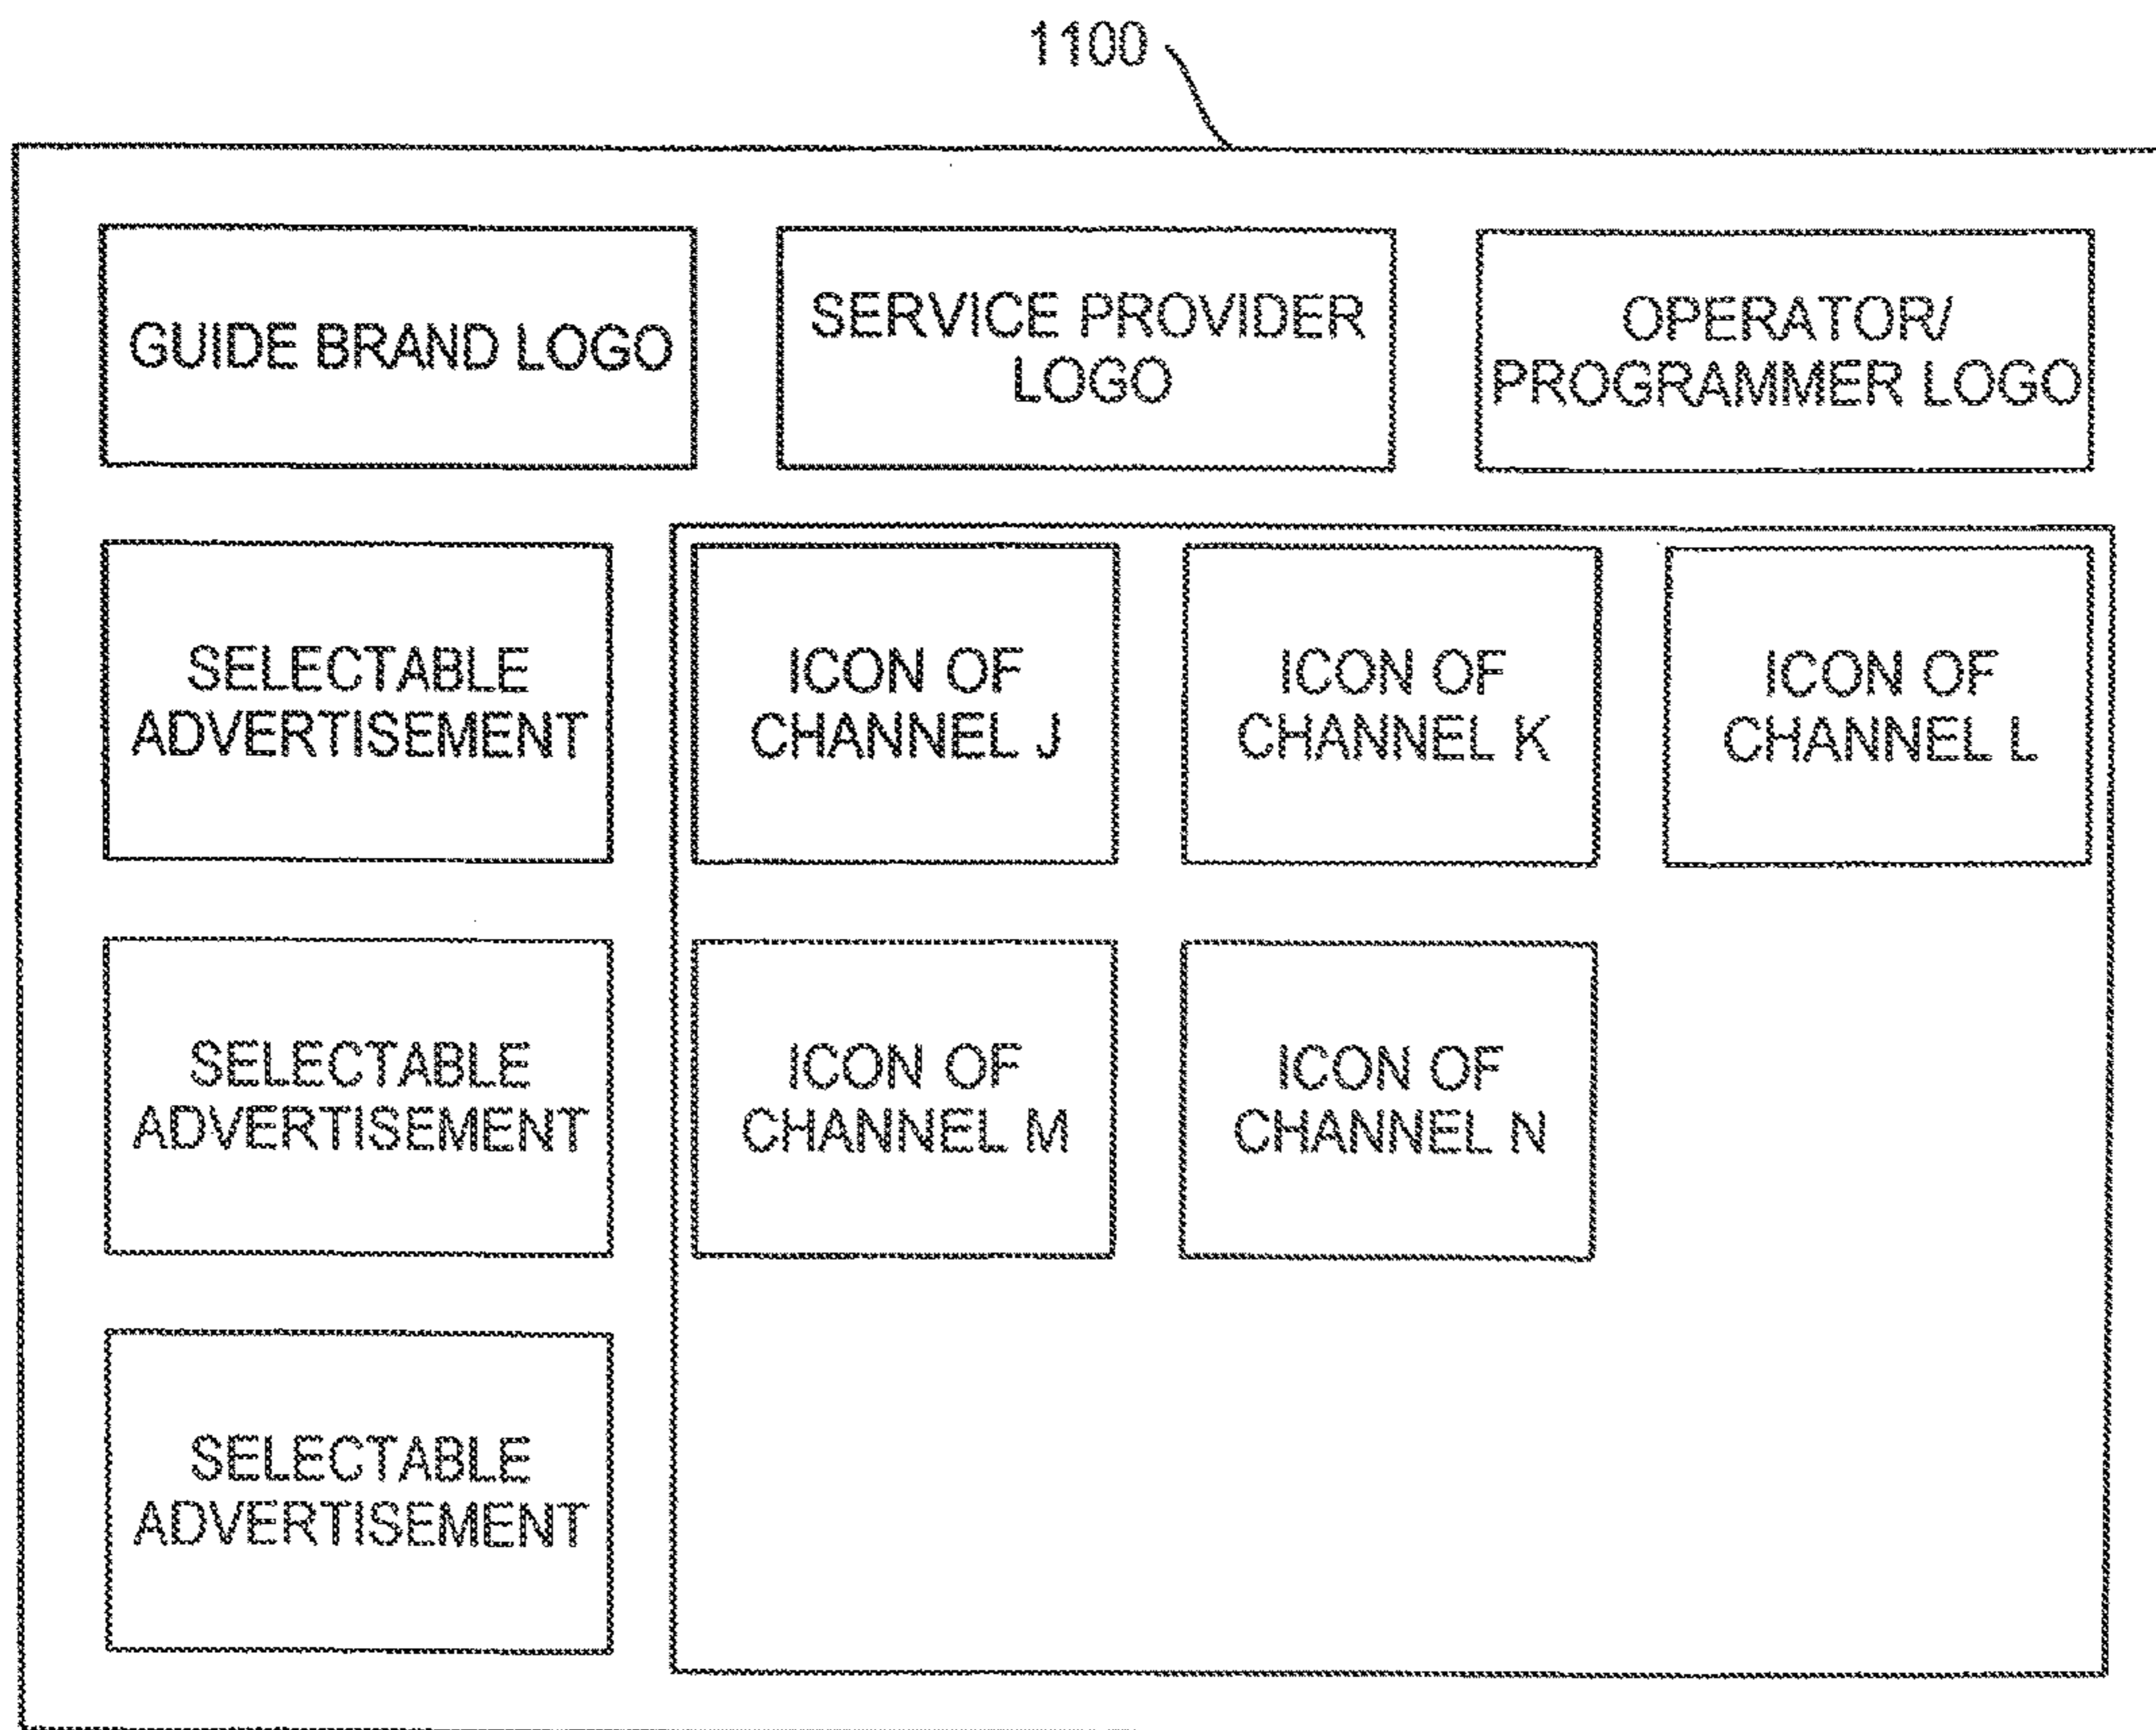 1100
GUIDE BRAND LOGO
SERVICE PROVIDER
LOGO
OPERATOR/
PROGRAMMER LOGO
SELECTABLE
ADVERTISEMENT
ICON OF
CHANNEL J
ICON OF
CHANNEL K
ICON OF
CHANNEL L
SELECTABLE
ADVERTISEMENT
ICON OF
CHANNEL M
ICON OF
CHANNEL N
SELECTABLE
ADVERTISEMENT